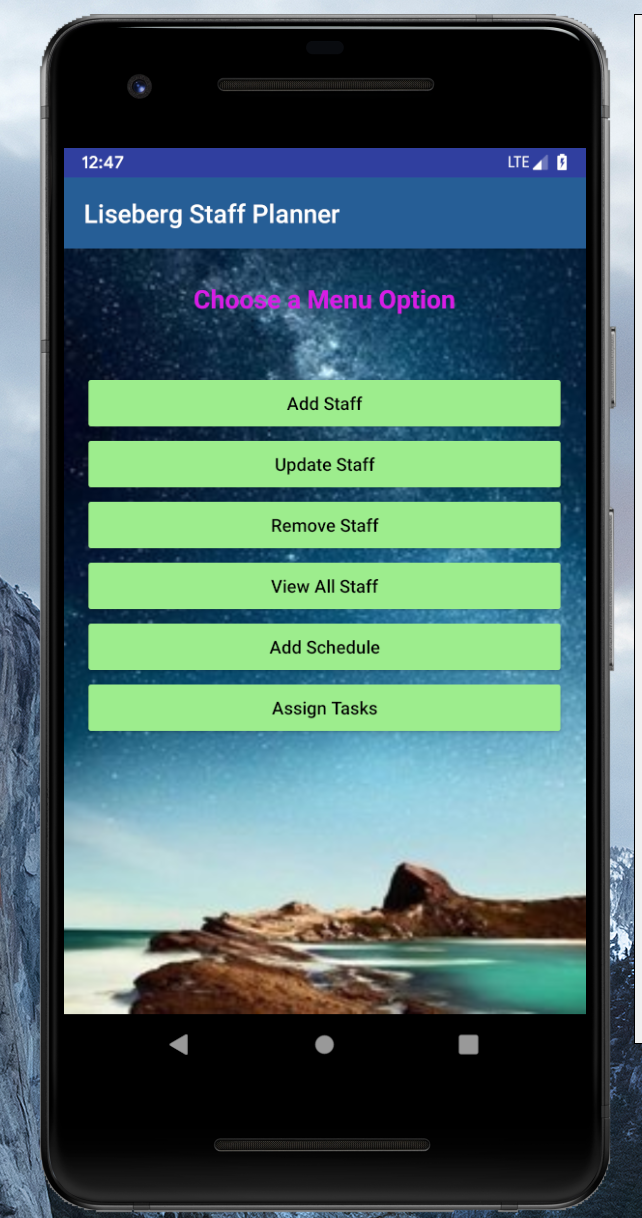 12:47 LTE
Liseberg Staff Planner
Choose a Menu Option
Add Staff
Update Staff
Remove Staff
View All Staff
Add Schedule
Assign Tasks